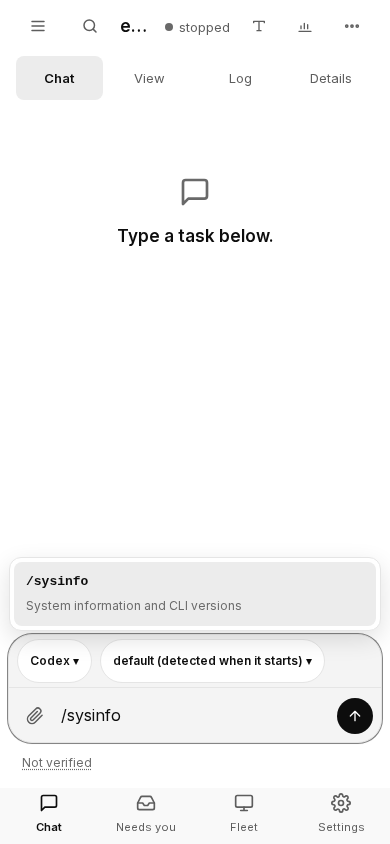 e...
stopped
Chat
View
Log
Details
Type a task below.
/sysinfo
System information and CLI versions
Codex ▾
default (detected when it starts) ▾
/sysinfo
Not verified
Chat
Needs you
Fleet
Settings